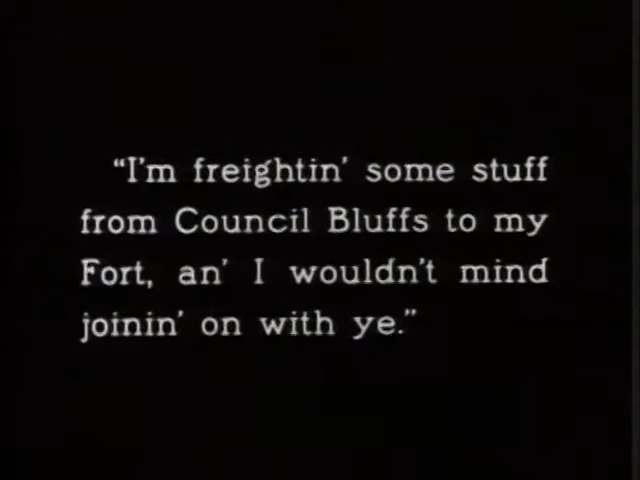 “I'm freightin' some stuff
from Council Bluffs to my
Fort, an' I wouldn't mind
joinin' on with ye.”